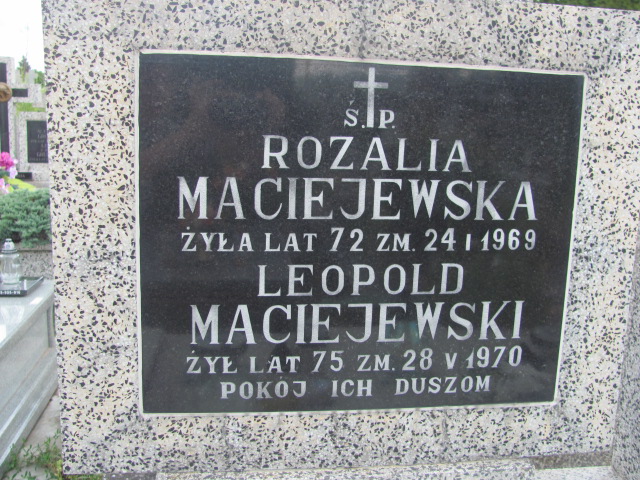 Ś.P.
ROZALIA
MACIEJEWSKA
ŻYŁA LAT 72 ZM. 24 I 1969
LEOPOLD
MACIEJEWSKI
ŻYŁ LAT 75 ZM. 28 V 1970
POKÓJ ICH DUSZOM